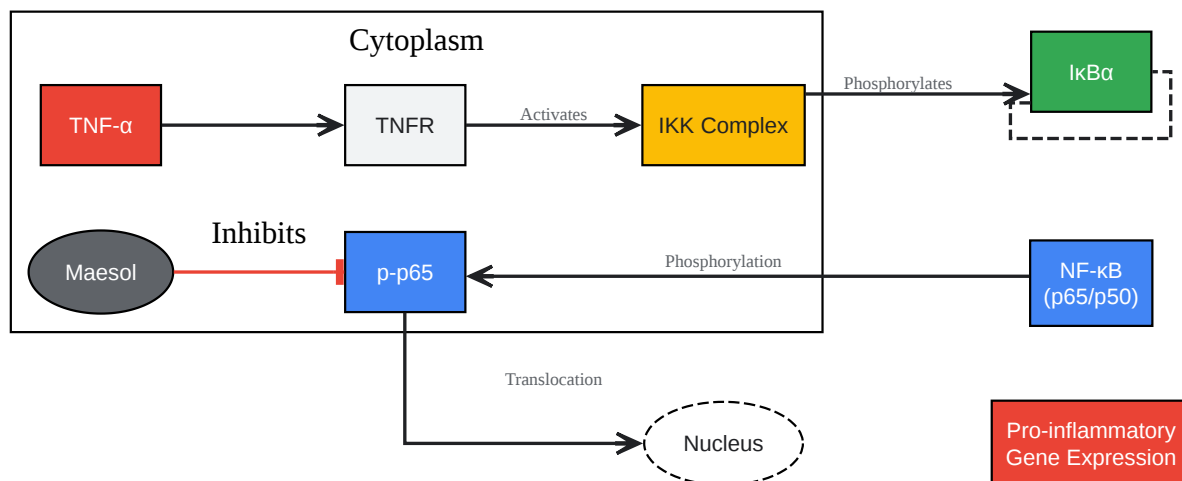 Cytoplasm
TNF-α
TNFR
Activates
IKK Complex
Phosphorylates
IκBα
Maesol
Inhibits
p-p65
Phosphorylation
NF-κB
(p65/p50)
Translocation
Nucleus
Pro-inflammatory
Gene Expression